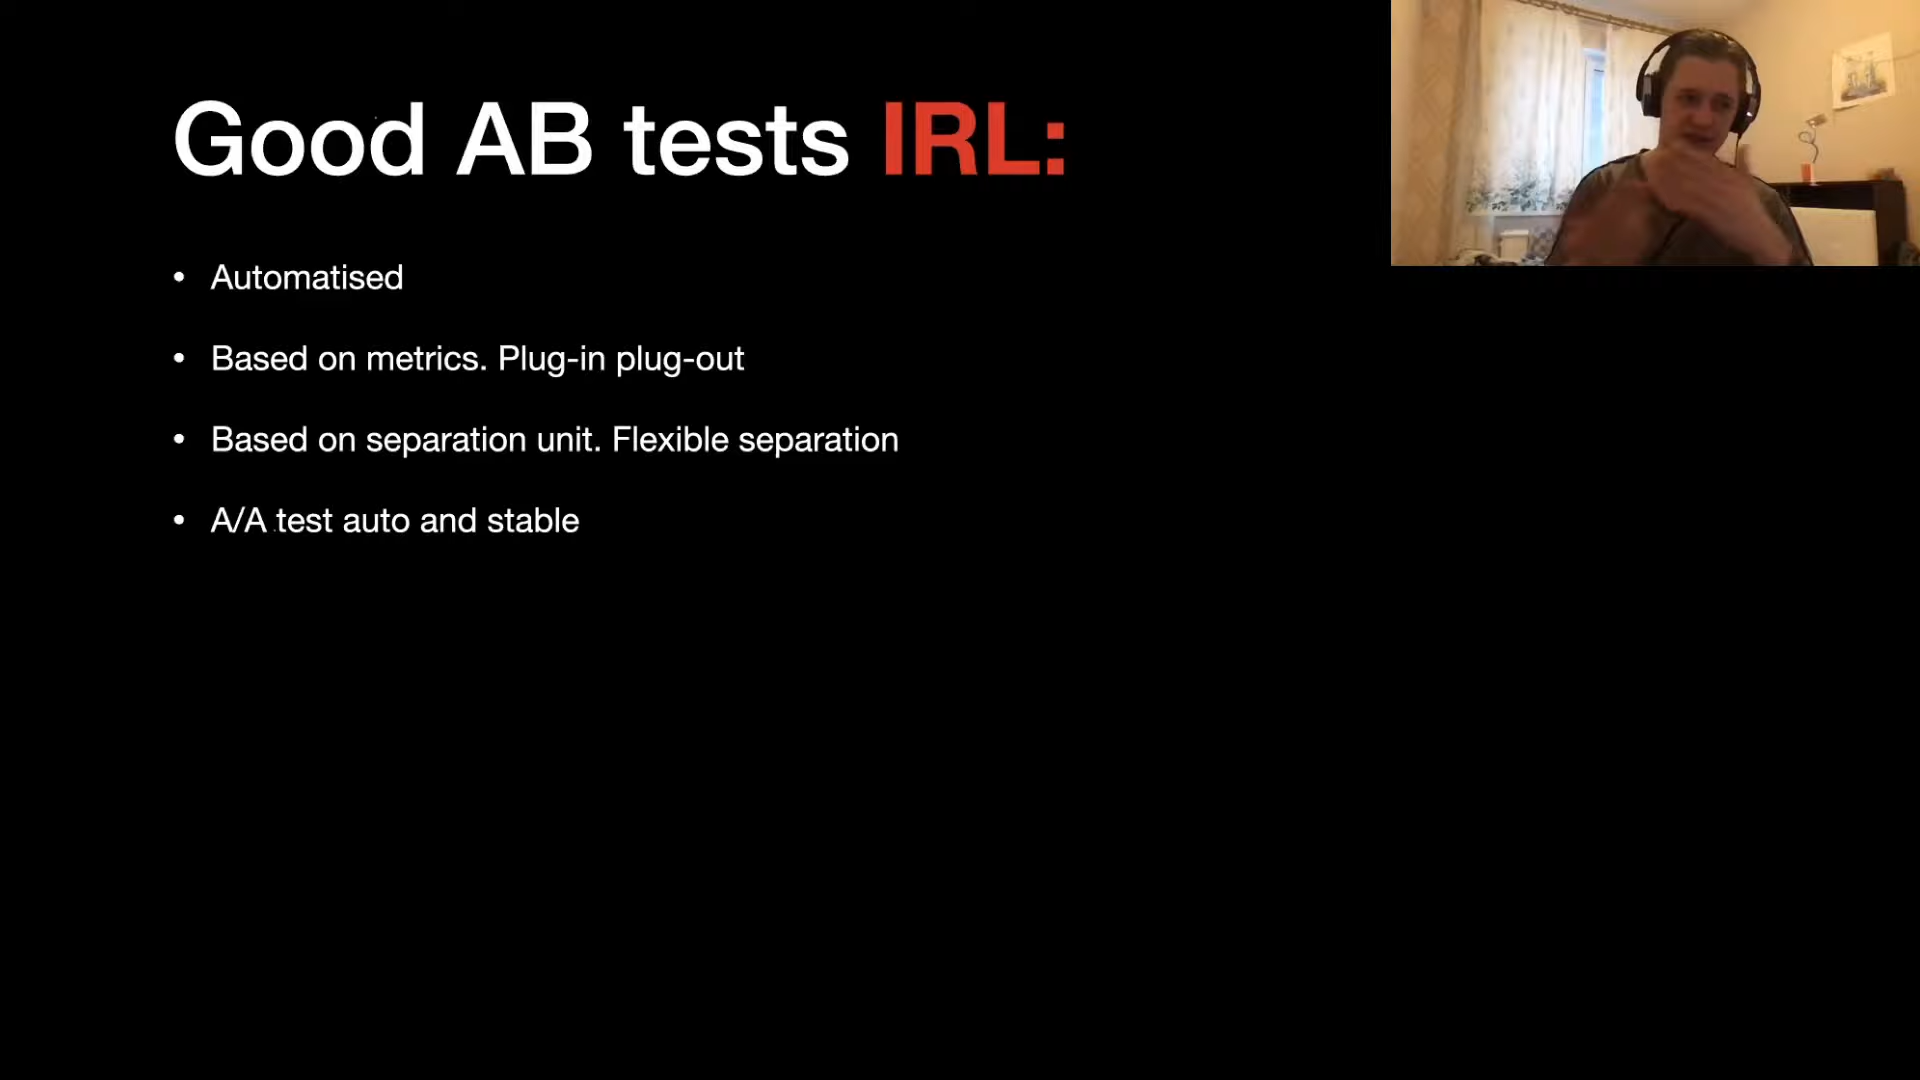 Good AB tests IRL:
• Automatised
• Based on metrics. Plug-in plug-out
• Based on separation unit. Flexible separation
• A/A test auto and stable